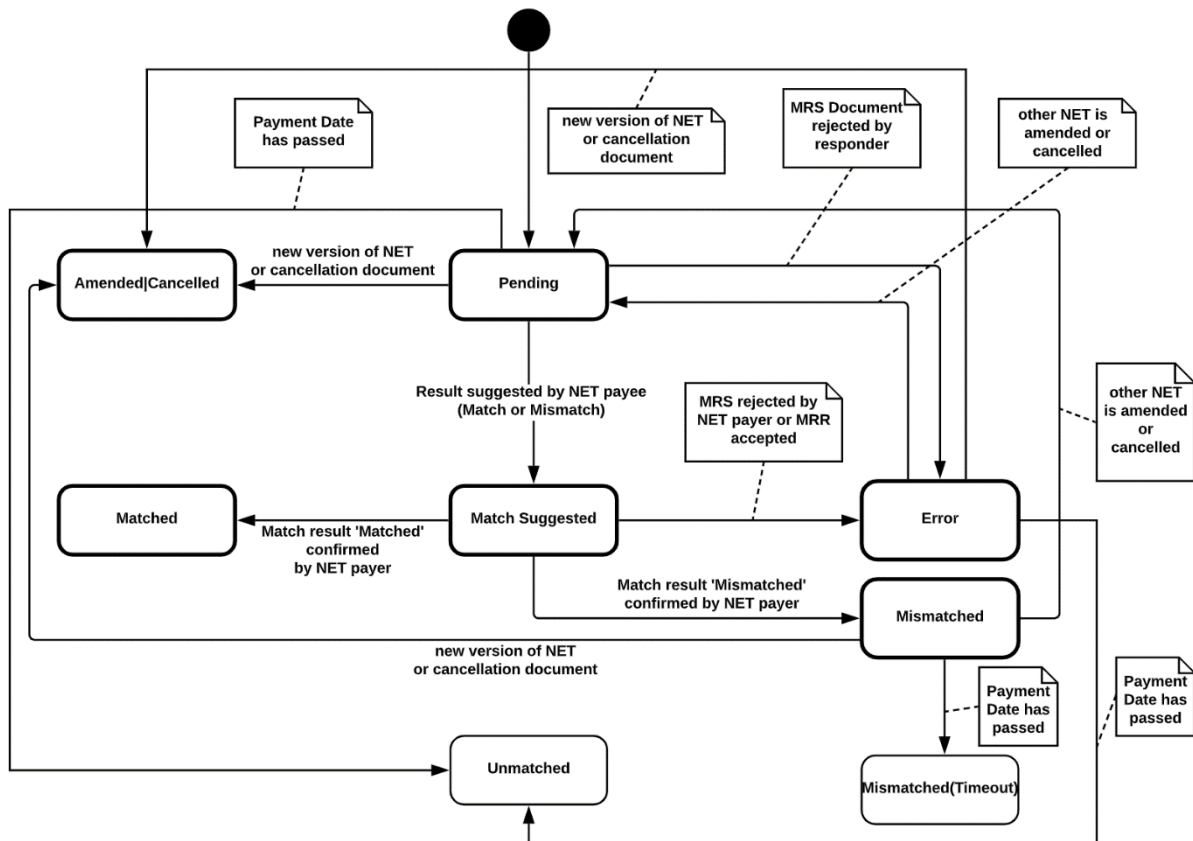 Payment Date
has passed
new version of NET
or cancellation
document
MRS Document
rejected by
responder
other NET is
amended or
cancelled
Amended|Cancelled
new version of NET
or cancellation document
Pending
Result suggested by NET payee
(Match or Mismatch)
MRS rejected by
NET payer or MRR
accepted
other NET
is amended
or
cancelled
Matched
Match result 'Matched'
confirmed
by NET payer
Match Suggested
Error
Match result 'Mismatched'
confirmed by NET payer
Mismatched
new version of NET
or cancellation document
Payment
Date has
passed
Payment
Date has
passed
Unmatched
Mismatched(Timeout)